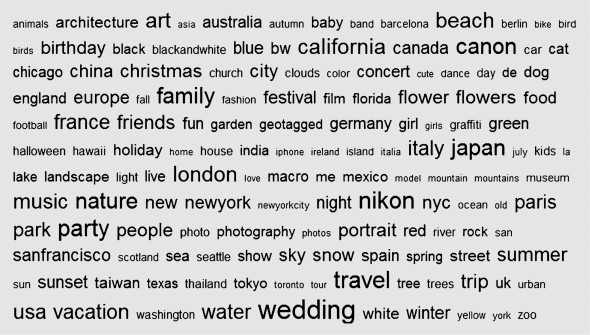 animals architecture art asia australia autumn baby band barcelona beach berlin bike bird
birds birthday black blackandwhite blue bw california canada canon car cat
chicago china christmas church city clouds color concert cute dance day de dog
england europe fall family fashion festival film florida flower flowers food
football france friends fun garden geotagged germany girl girls graffiti green
halloween hawaii holiday home house india iphone ireland island italia italy japan july kids la
lake landscape light live london love macro me mexico model mountain mountains museum
music nature new newyork newyorkcity night nikon nyc ocean old paris
park party people photo photography photos portrait red river rock san
sanfrancisco scotland sea seattle show sky snow spain spring street summer
sun sunset taiwan texas thailand tokyo toronto tour travel tree trees trip uk urban
usa vacation washington water wedding white winter yellow york zoo